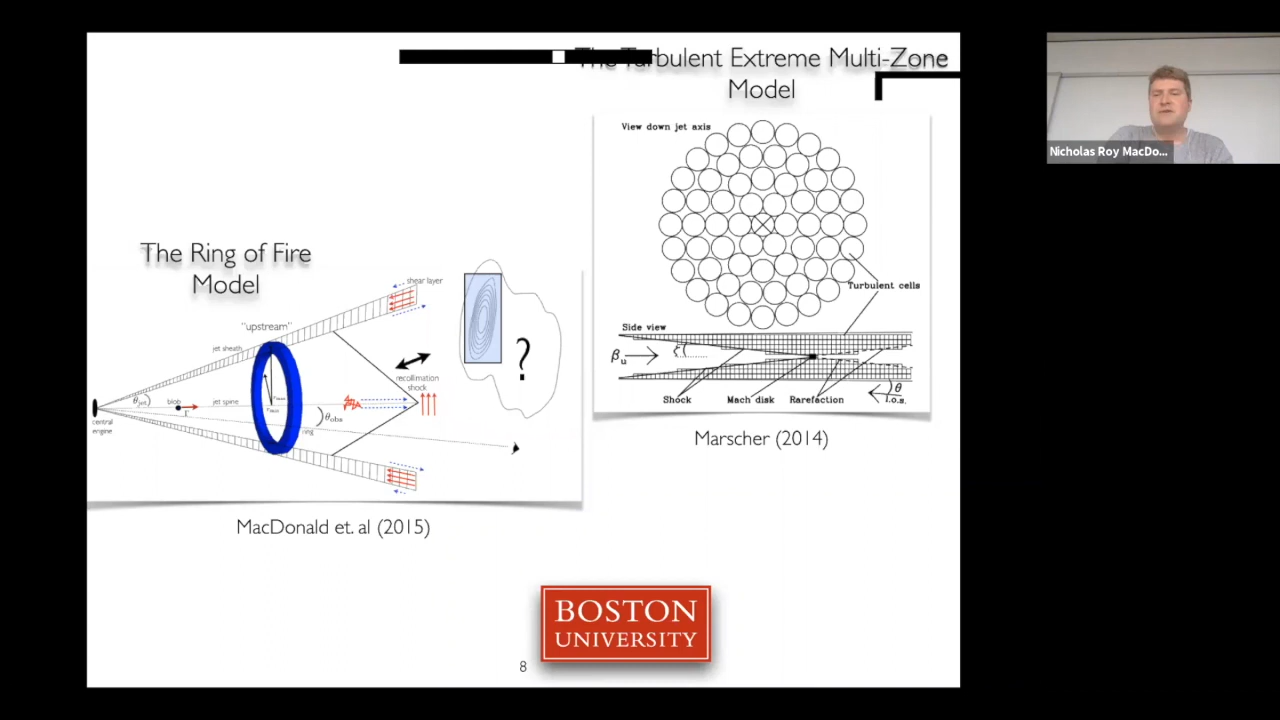 The Turbulent Extreme Multi-Zone
Model
View down jet axis
Turbulent cells
Side view
βu
ξ
θ
l.o.s.
Shock
Mach disk
Rarefaction
Marscher (2014)
The Ring of Fire
Model
shear layer
"upstream"
jet sheath
recollimation
shock
?
θobs
blob
jet spine
Γ
ring
central
engine
MacDonald et. al (2015)
BOSTON
UNIVERSITY
8
Nicholas Roy MacDo...